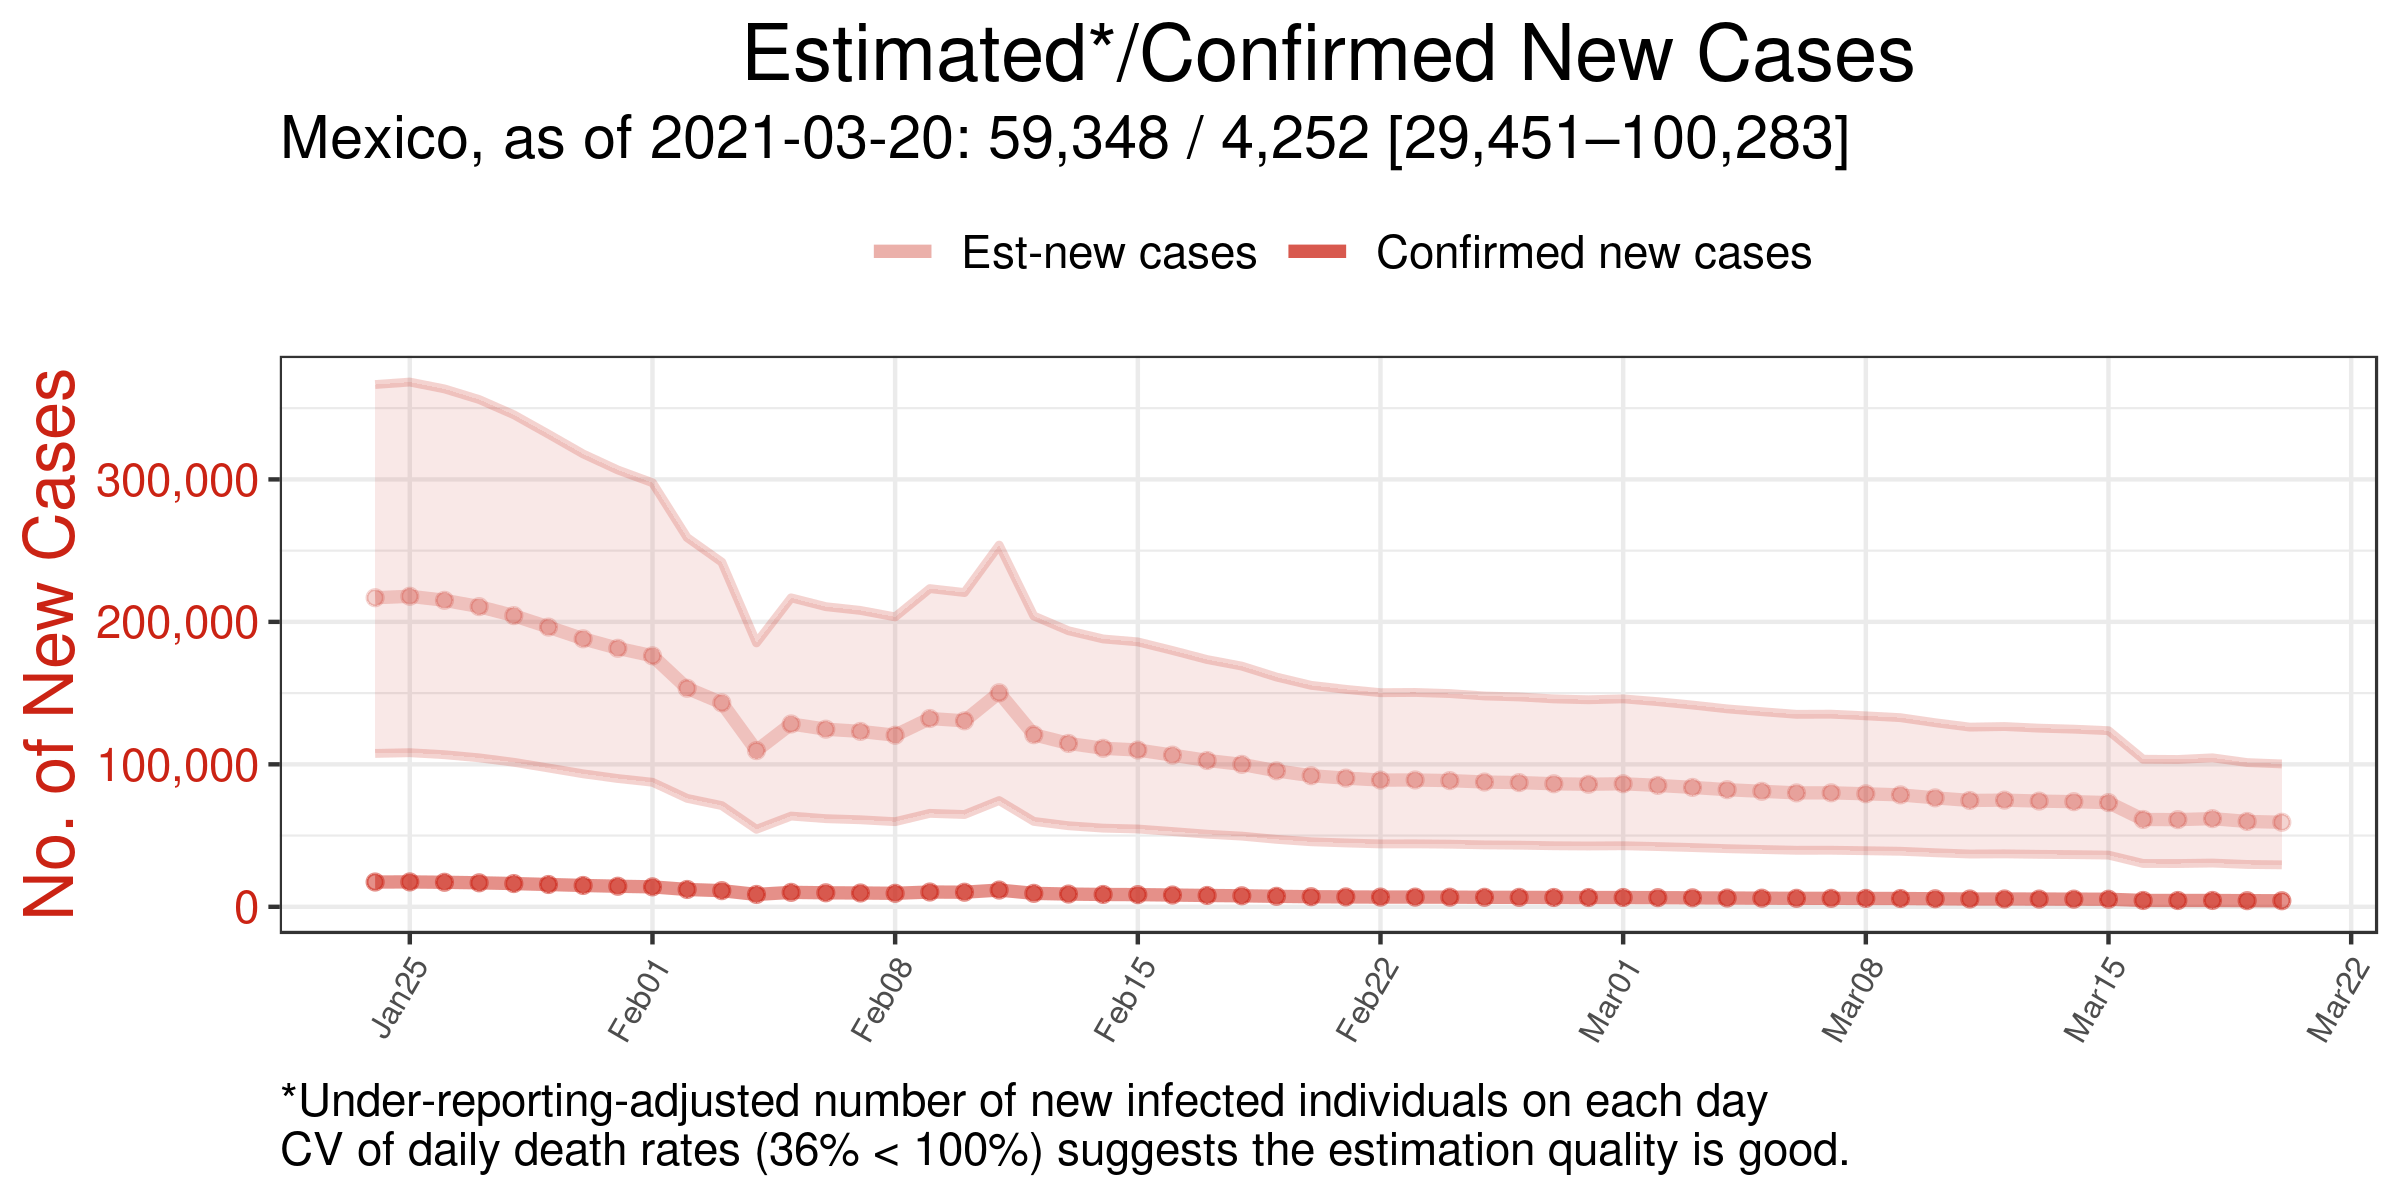 Estimated*/Confirmed New Cases
Mexico, as of 2021-03-20: 59,348 / 4,252 [29,451–100,283]
Est-new cases
Confirmed new cases
No. of New Cases
300,000
200,000
100,000
0
Jan25
Feb01
Feb08
Feb15
Feb22
Mar01
Mar08
Mar15
Mar22
*Under-reporting-adjusted number of new infected individuals on each day
CV of daily death rates (36% < 100%) suggests the estimation quality is good.